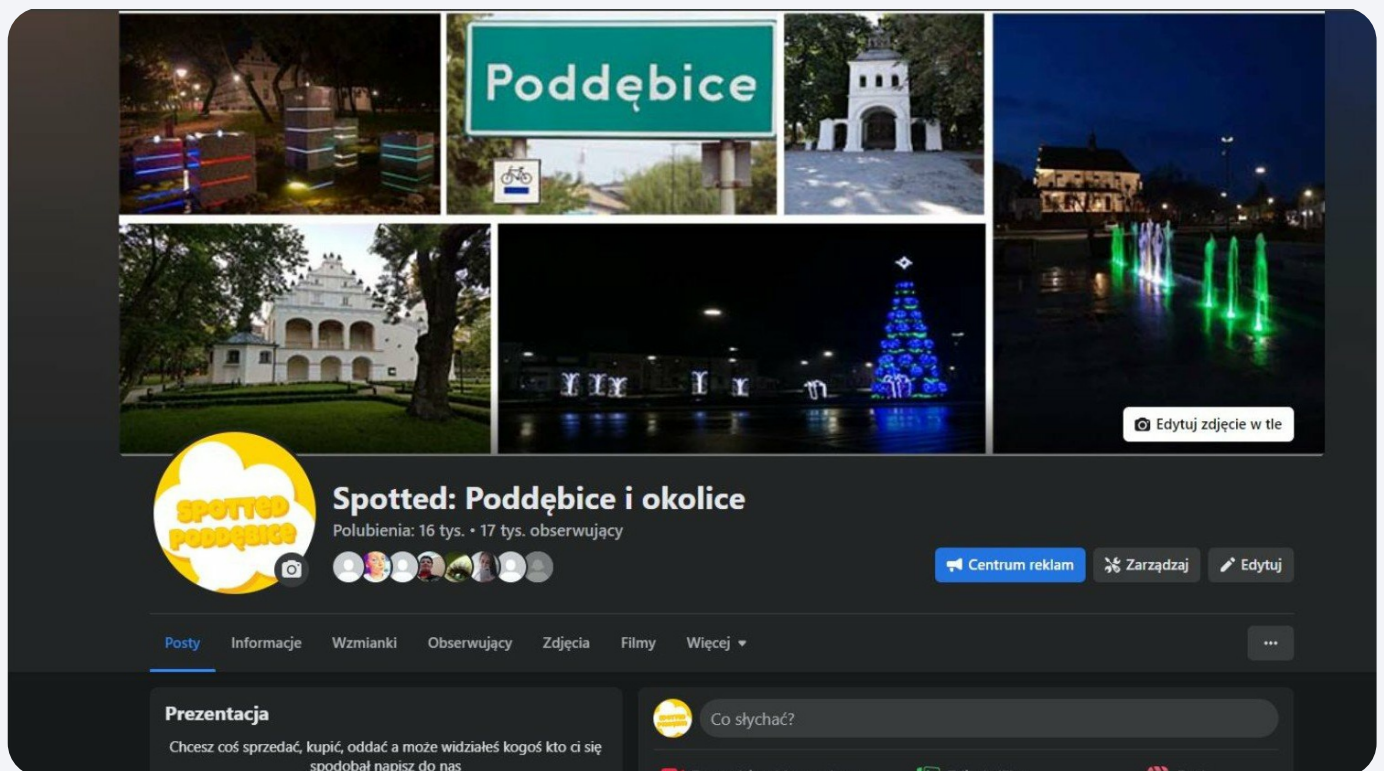 Poddębice
Edytuj zdjęcie w tle
SPOTTED
PODDĘBICE
Spotted: Poddębice i okolice
Polubienia: 16 tys. • 17 tys. obserwujący
Centrum reklam
Zarządzaj
Edytuj
Posty
Informacje
Wzmianki
Obserwujący
Zdjęcia
Filmy
Więcej
Prezentacja
Chcesz coś sprzedać, kupić, oddać a może widziałeś kogoś kto ci się
spodobał napisz do nas
SPOTTED
PODDĘBICE
Co słychać?